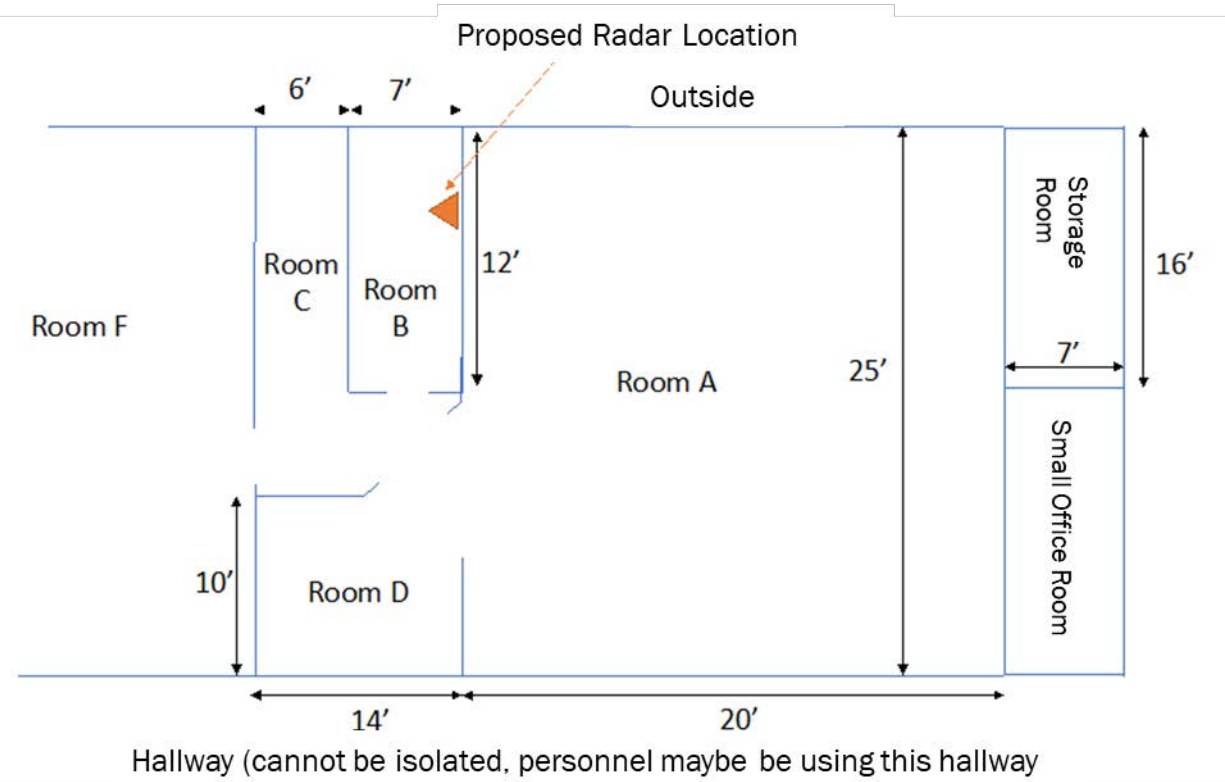 Proposed Radar Location
6’
7’
Outside
Storage
Room
12’
16’
Room
C
Room
B
Room F
7’
25’
Room A
Small Office Room
10’
Room D
14’
20’
Hallway (cannot be isolated, personnel maybe be using this hallway